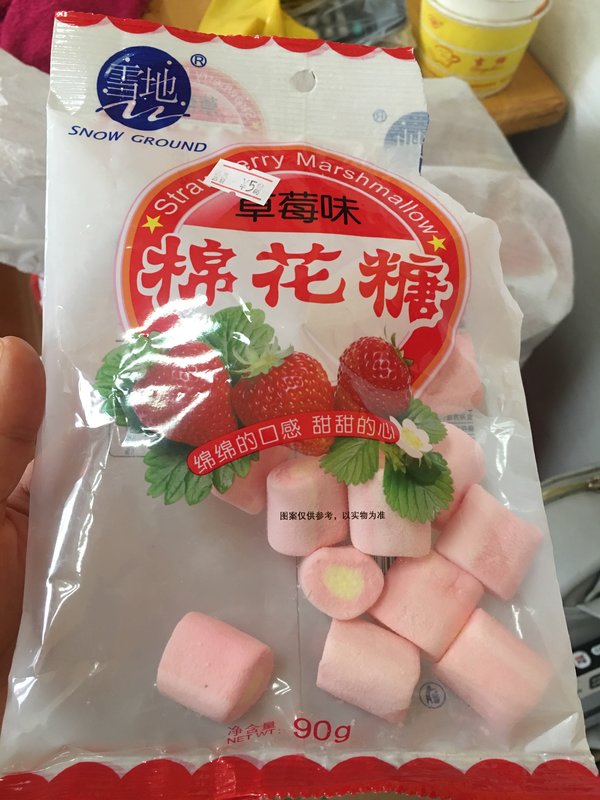 雪地
®
SNOW GROUND
Strawberry Marshmallow
草莓味
棉花糖
绵绵的口感 甜甜的心
图案仅供参考，以实物为准
净含量
NET WT:
90g